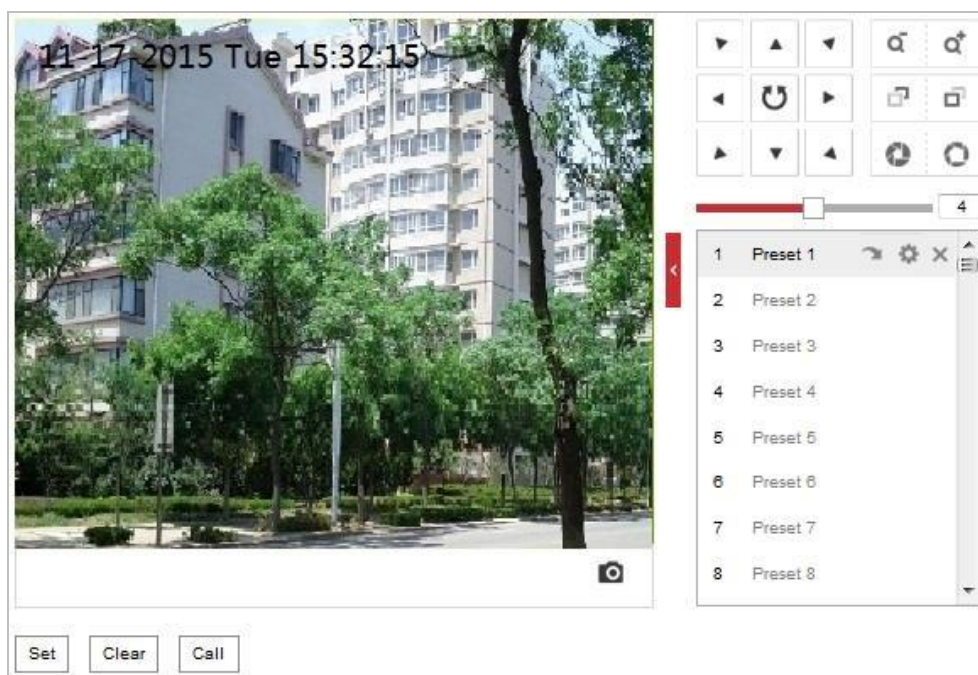 11-17-2015 Tue 15:32:15
4
1 Preset 1
2 Preset 2
3 Preset 3
4 Preset 4
5 Preset 5
6 Preset 6
7 Preset 7
8 Preset 8
Set Clear Call